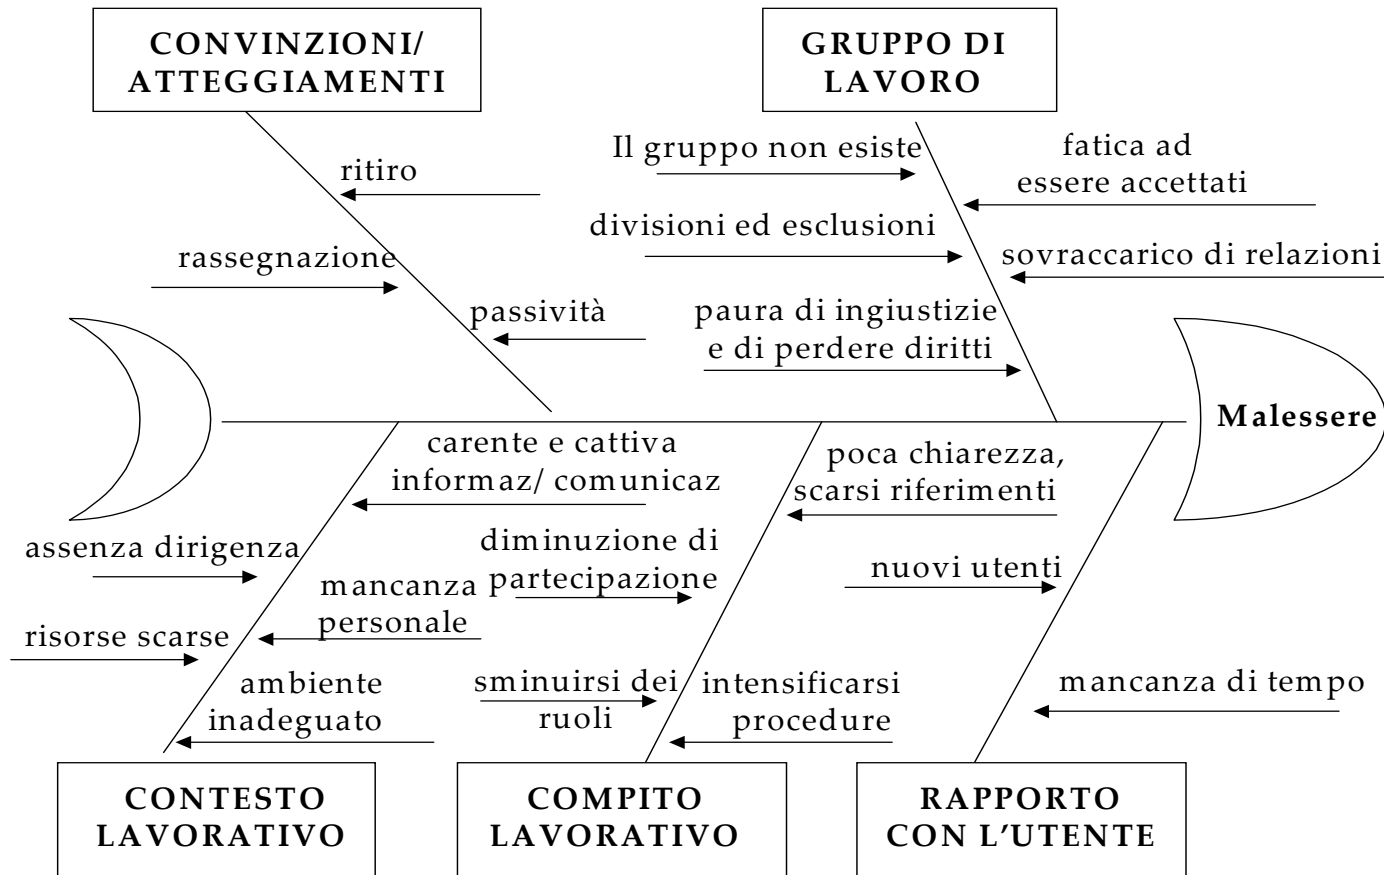 CONVINZIONI/
ATTEGGIAMENTI
GRUPPO DI
LAVORO
ritiro
rassegnazione
passività
Il gruppo non esiste
fatica ad
essere accettati
divisioni ed esclusioni
sovraccarico di relazioni
paura di ingiustizie
e di perdere diritti
Malessere
carente e cattiva
informaz/ comunicaz
assenza dirigenza
mancanza
personale
risorse scarse
ambiente
inadeguato
poca chiarezza,
scarsi riferimenti
diminuzione di
partecipazione
sminuirsi dei
ruoli
intensificarsi
procedure
nuovi utenti
mancanza di tempo
CONTESTO
LAVORATIVO
COMPITO
LAVORATIVO
RAPPORTO
CON L'UTENTE